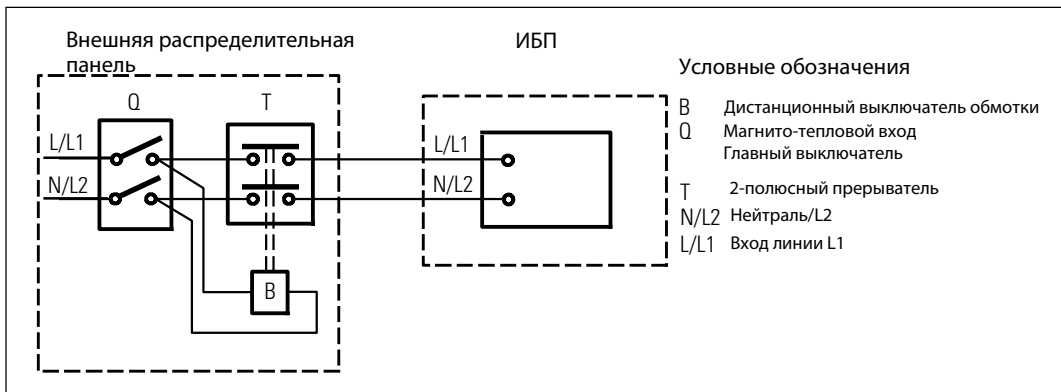 Внешняя распределительная
панель
ИБП
Условные обозначения
Q
T
L/L1
N/L2
B
L/L1
N/L2
B Дистанционный выключатель обмотки
Q Магнито-тепловой вход
Главный выключатель
T 2-полюсный прерыватель
N/L2 Нейтраль/L2
L/L1 Вход линии L1